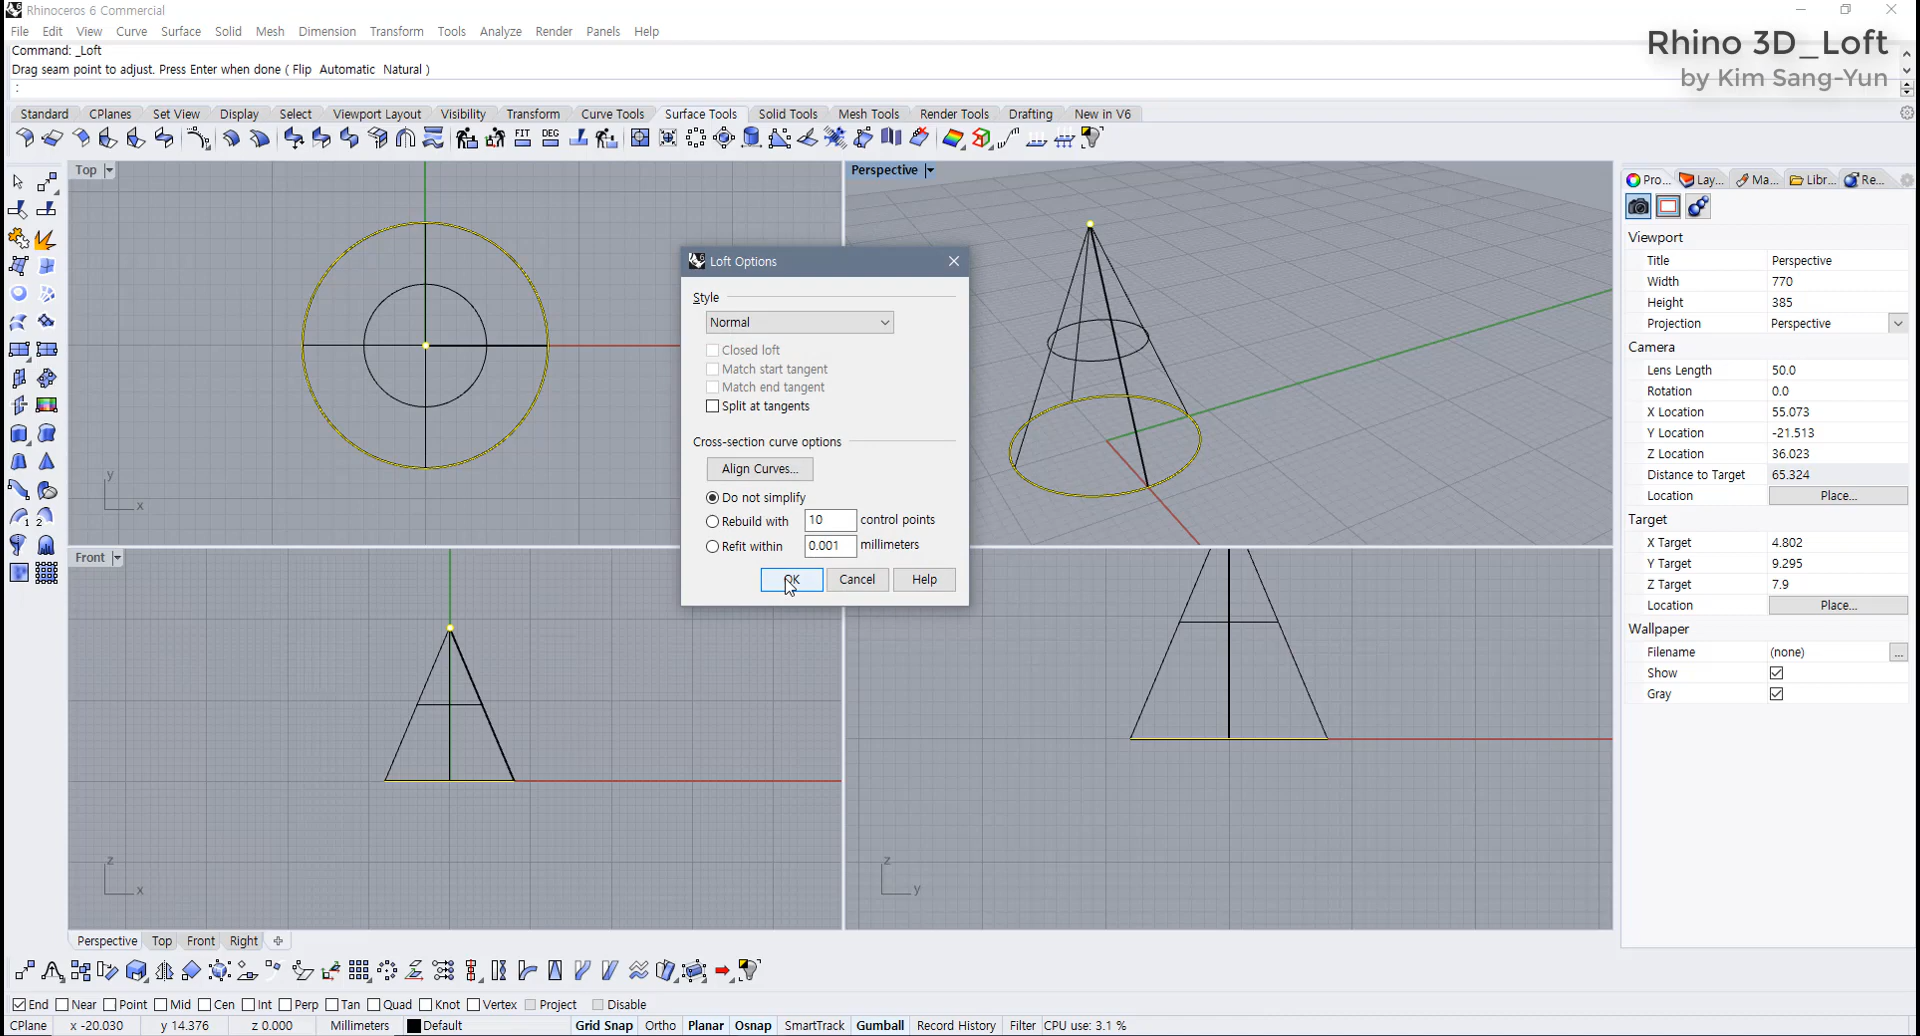 Rhinoceros 6 Commercial
File Edit View Curve Surface Solid Mesh Dimension Transform Tools Analyze Render Panels Help
Command: _Loft
Drag seam point to adjust. Press Enter when done ( Flip Automatic Natural )
:
Rhino 3D_Loft
by Kim Sang-Yun
Standard CPlanes Set View Display Select Viewport Layout Visibility Transform Curve Tools Surface Tools Solid Tools Mesh Tools Render Tools Drafting New in V6
FIT DEG
Top
Perspective
Pro... Lay... Ma... Libr... Re...
Viewport
Title Perspective
Width 770
Height 385
Projection Perspective
Camera
Lens Length 50.0
Rotation 0.0
X Location 55.073
Y Location -21.513
Z Location 36.023
Distance to Target 65.324
Location Place...
Target
X Target 4.802
Y Target 9.295
Z Target 7.9
Location Place...
Wallpaper
Filename (none) ...
Show
Gray
Loft Options
Style
Normal
Closed loft
Match start tangent
Match end tangent
Split at tangents
Cross-section curve options
Align Curves...
Do not simplify
Rebuild with 10 control points
Refit within 0.001 millimeters
OK Cancel Help
y
x
Front
z
x
z
y
Perspective Top Front Right
End Near Point Mid Cen Int Perp Tan Quad Knot Vertex Project Disable
CPlane x -20.030 y 14.376 z 0.000 Millimeters Default Grid Snap Ortho Planar Osnap SmartTrack Gumball Record History Filter CPU use: 3.1 %